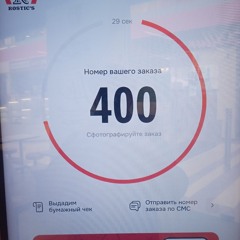 ROSTIC'S
29 сек
Номер вашего заказа
400
Сфотографируйте заказ
Выдадим
бумажный чек
Отправить номер
заказа по СМС